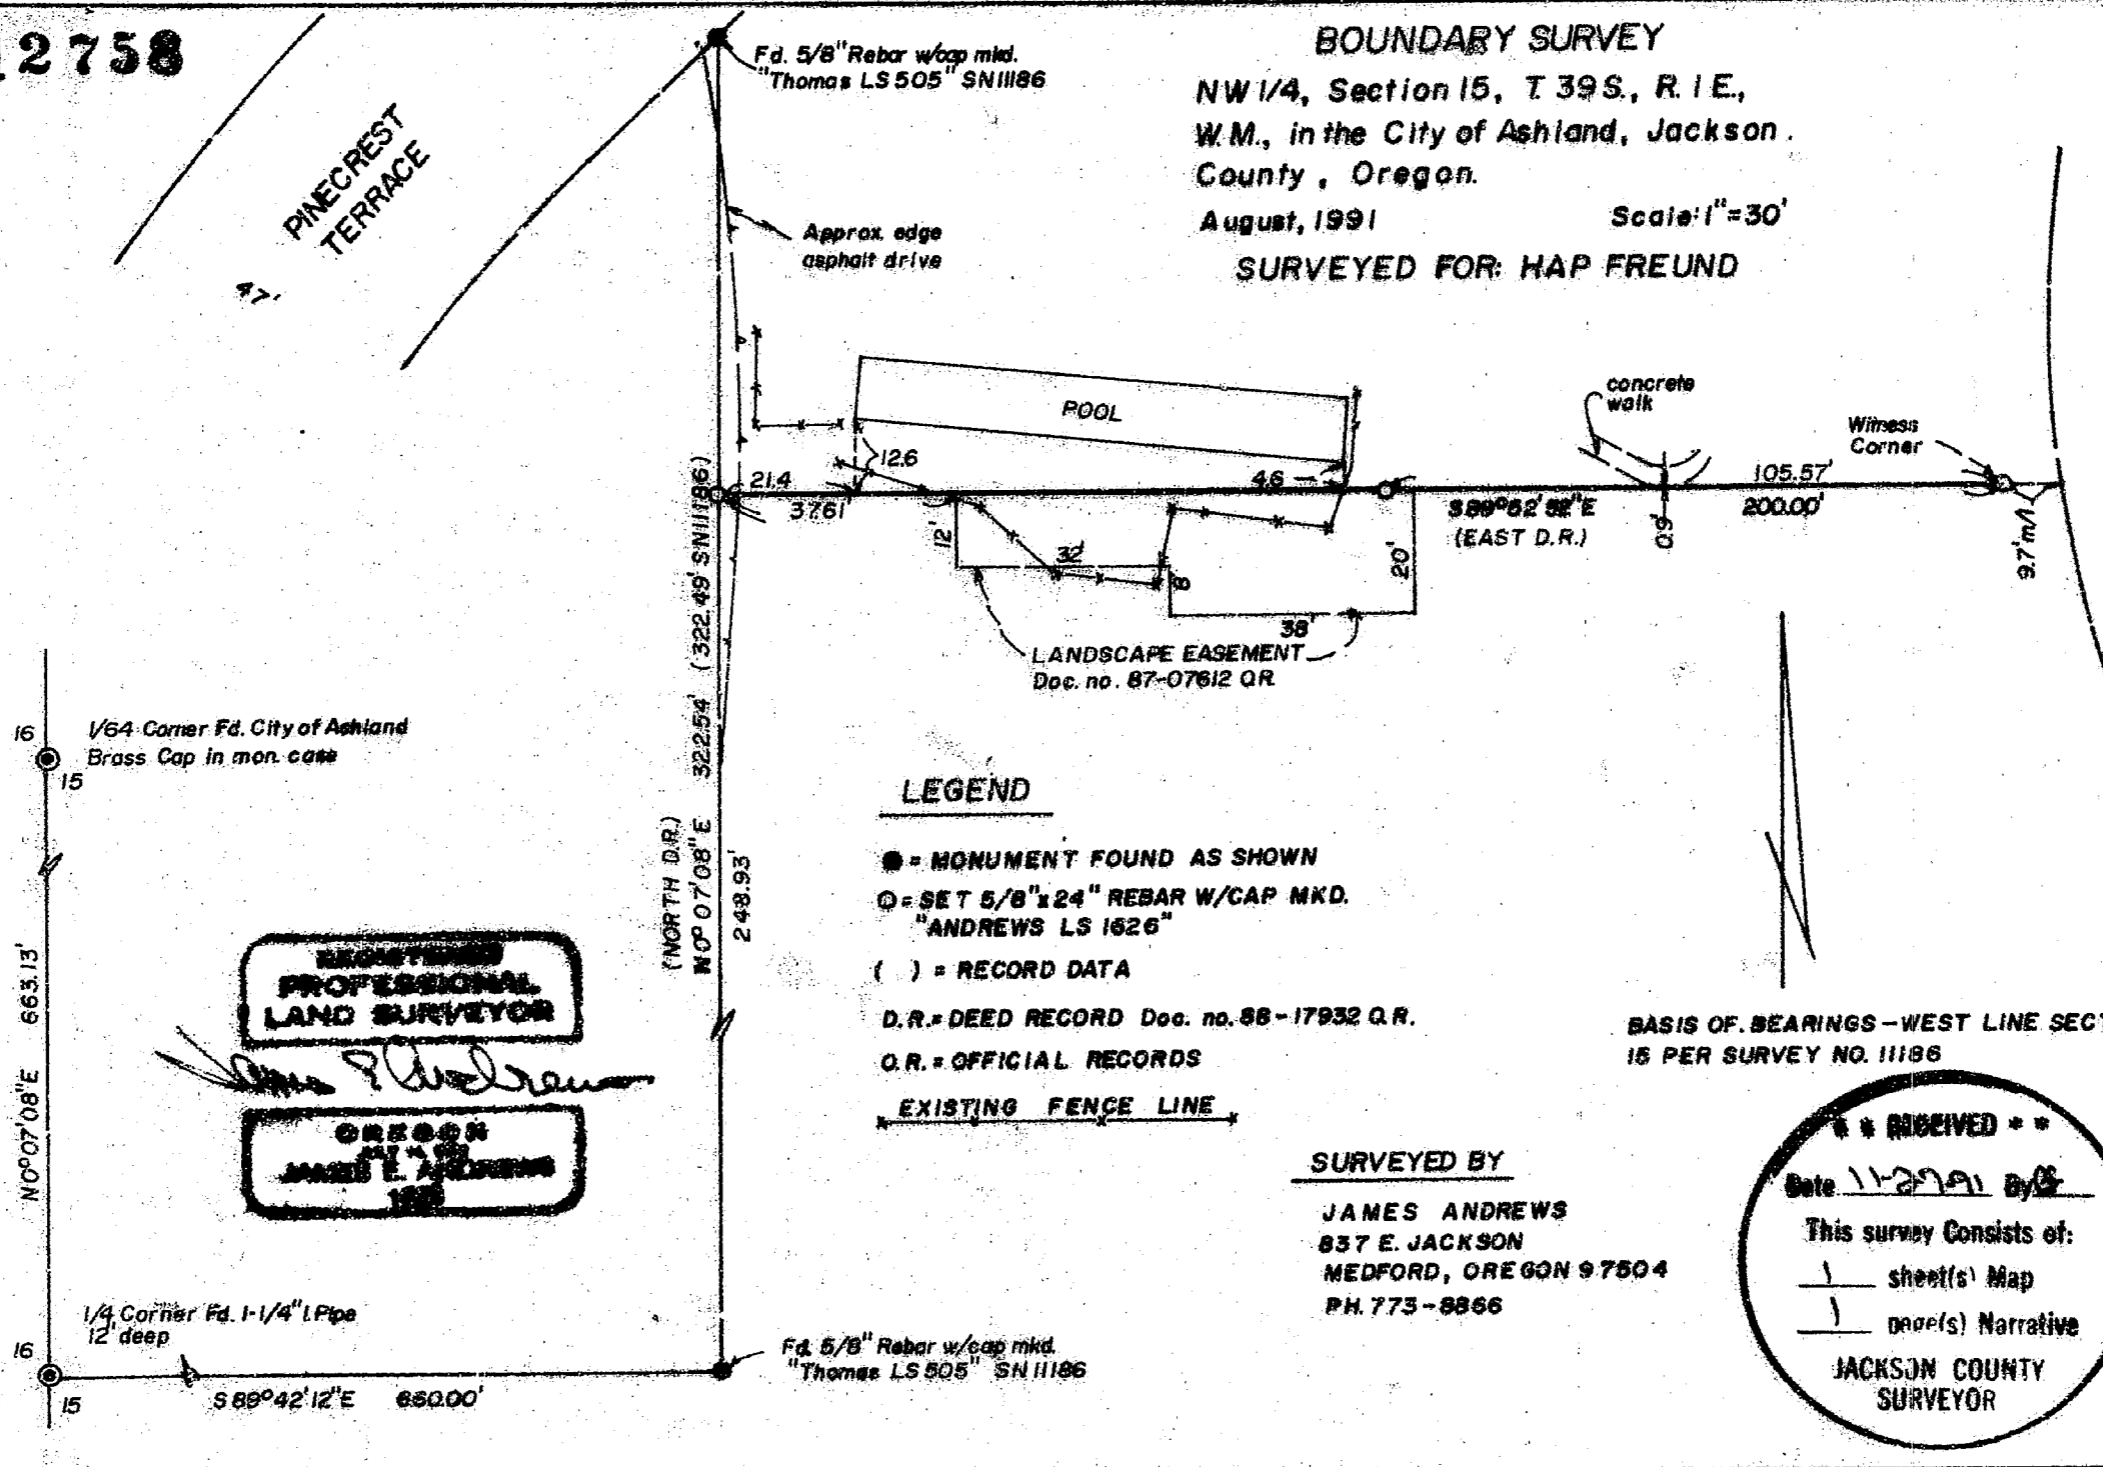 2758
Fd. 5/8" Rebar w/cap mkd.
"Thomas LS 505" SN11186
BOUNDARY SURVEY
NW 1/4, Section 15, T. 39 S., R. 1 E.,
W.M., in the City of Ashland, Jackson
County, Oregon.
August, 1991 Scale: 1"=30'
SURVEYED FOR: HAP FREUND
PINECREST
TERRACE
47'
Approx. edge
asphalt drive
POOL
12.6
21.4
37.61'
4.6
concrete
walk
Witness
Corner
105.57'
200.00'
(EAST D.R.)
0.9'
9.7' m/l
12'
32'
8'
38'
20'
LANDSCAPE EASEMENT
Doc. no. 87-07612 O.R.
322.54' (322.49' SN11186)
(NORTH D.R.)
N0°07'08"E
248.93'
16
1/64 Corner Fd. City of Ashland
Brass Cap in mon. case
15
N0°07'08"E 663.13'
LEGEND
● = MONUMENT FOUND AS SHOWN
O = SET 5/8"x24" REBAR W/CAP MKD.
"ANDREWS LS 1626"
( ) = RECORD DATA
D.R. = DEED RECORD Doc. no. 88-17932 O.R.
O.R. = OFFICIAL RECORDS
EXISTING FENCE LINE
REGISTERED
PROFESSIONAL
LAND SURVEYOR
OREGON
JAMES E. ANDREWS
BASIS OF BEARINGS - WEST LINE SEC
15 PER SURVEY NO. 11186
SURVEYED BY
JAMES ANDREWS
837 E. JACKSON
MEDFORD, OREGON 97504
PH. 773-8866
* * RECEIVED * *
Date 11-27-91 By
This survey Consists of:
1 sheet(s) Map
1 page(s) Narrative
JACKSON COUNTY
SURVEYOR
1/4 Corner Fd. 1-1/4" I. Pipe
12' deep
16
15
S 89°42'12"E 660.00'
Fd. 5/8" Rebar w/cap mkd.
"Thomas LS 505" SN 11186